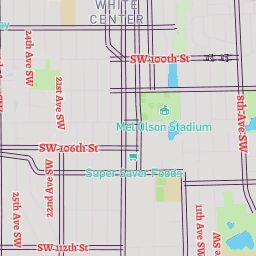 WHITE
CENTER
ay
SW 100th St
24th Ave SW
21st Ave SW
8th Ave SW
Mel Olson Stadium
SW 106th St
Super Saver Foods
25th Ave SW
22nd Ave SW
11th Ave SW
SW 112th St